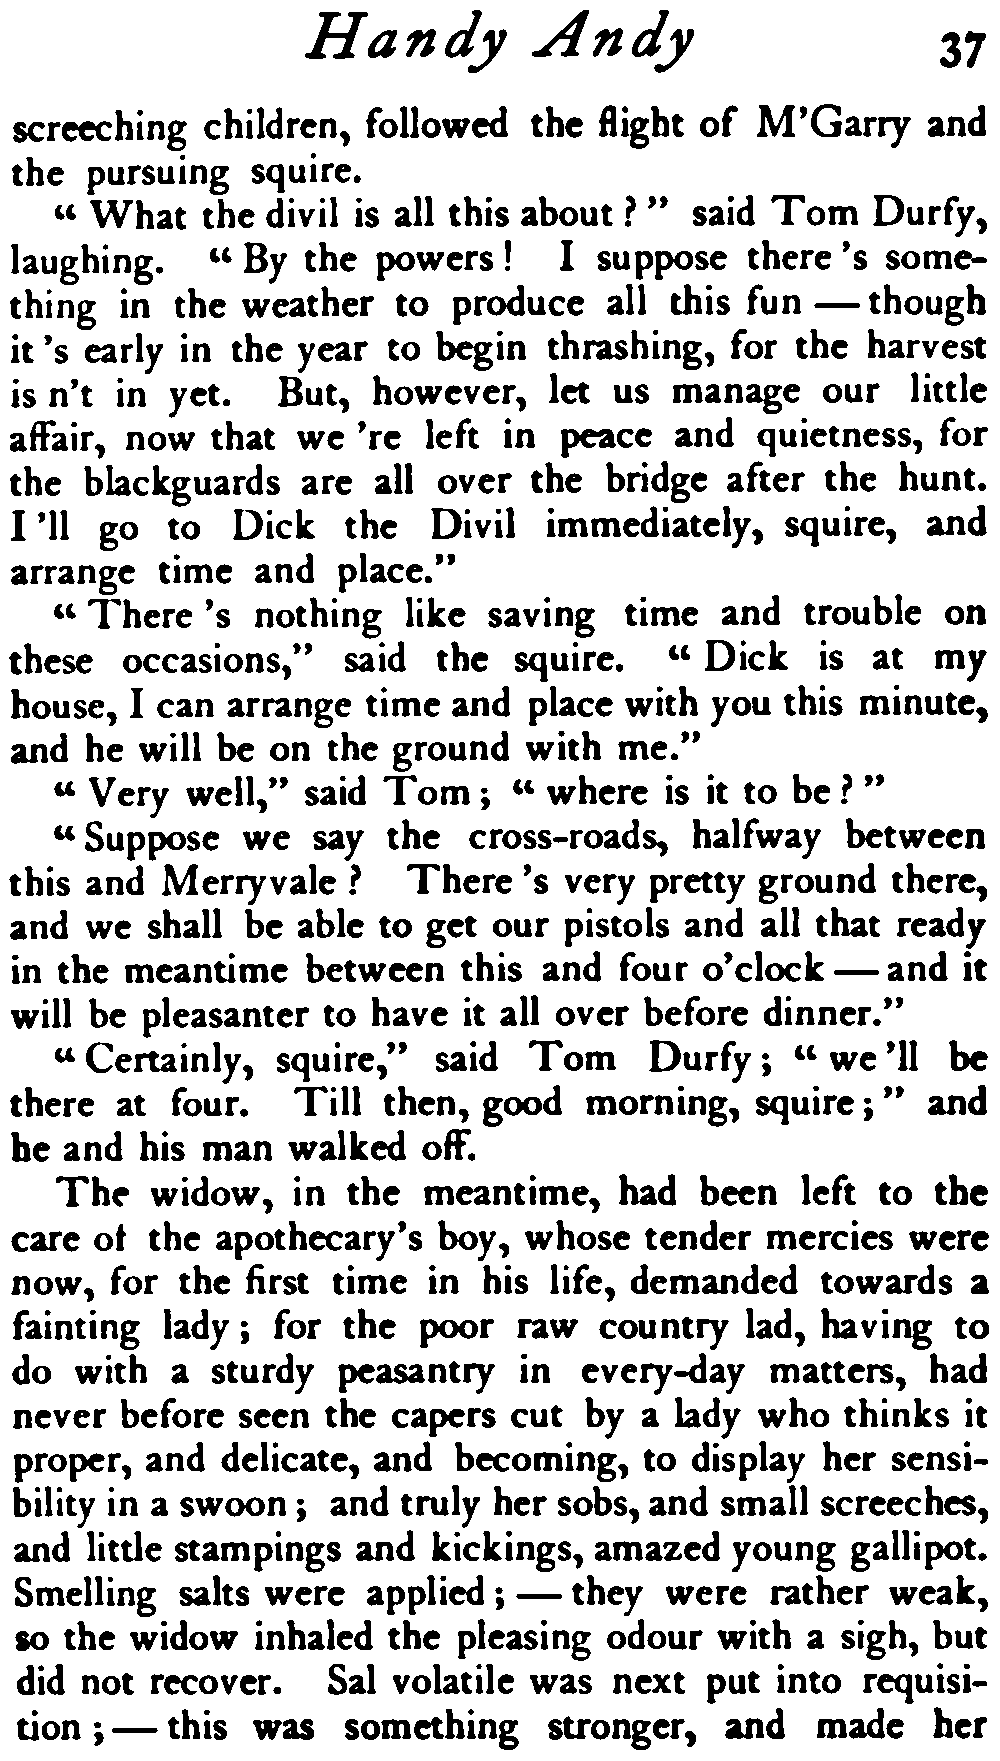 Handy Andy 37
screeching children, followed the flight of M'Garry and
the pursuing squire.
“ What the divil is all this about ? ” said Tom Durfy,
laughing. “ By the powers ! I suppose there 's some-
thing in the weather to produce all this fun — though
it 's early in the year to begin thrashing, for the harvest
is n't in yet. But, however, let us manage our little
affair, now that we 're left in peace and quietness, for
the blackguards are all over the bridge after the hunt.
I 'll go to Dick the Divil immediately, squire, and
arrange time and place.”
“ There 's nothing like saving time and trouble on
these occasions,” said the squire. “ Dick is at my
house, I can arrange time and place with you this minute,
and he will be on the ground with me.”
“ Very well,” said Tom ; “ where is it to be ? ”
“ Suppose we say the cross-roads, halfway between
this and Merryvale ? There 's very pretty ground there,
and we shall be able to get our pistols and all that ready
in the meantime between this and four o'clock — and it
will be pleasanter to have it all over before dinner.”
“ Certainly, squire,” said Tom Durfy ; “ we 'll be
there at four. Till then, good morning, squire ; ” and
he and his man walked off.
The widow, in the meantime, had been left to the
care of the apothecary's boy, whose tender mercies were
now, for the first time in his life, demanded towards a
fainting lady ; for the poor raw country lad, having to
do with a sturdy peasantry in every-day matters, had
never before seen the capers cut by a lady who thinks it
proper, and delicate, and becoming, to display her sensi-
bility in a swoon ; and truly her sobs, and small screeches,
and little stampings and kickings, amazed young gallipot.
Smelling salts were applied ; — they were rather weak,
so the widow inhaled the pleasing odour with a sigh, but
did not recover. Sal volatile was next put into requisi-
tion ; — this was something stronger, and made her